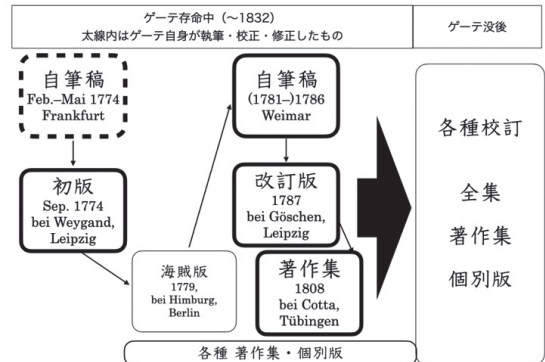 ゲーテ存命中（〜1832）
太線内はゲーテ自身が執筆・校正・修正したもの
ゲーテ没後
自筆稿
Feb.–Mai 1774
Frankfurt
初版
Sep. 1774
bei Weygand,
Leipzig
海賊版
1779,
bei Himburg,
Berlin
自筆稿
(1781–)1786
Weimar
改訂版
1787
bei Göschen,
Leipzig
著作集
1808
bei Cotta,
Tübingen
各種校訂
全集
著作集
個別版
各種 著作集・個別版